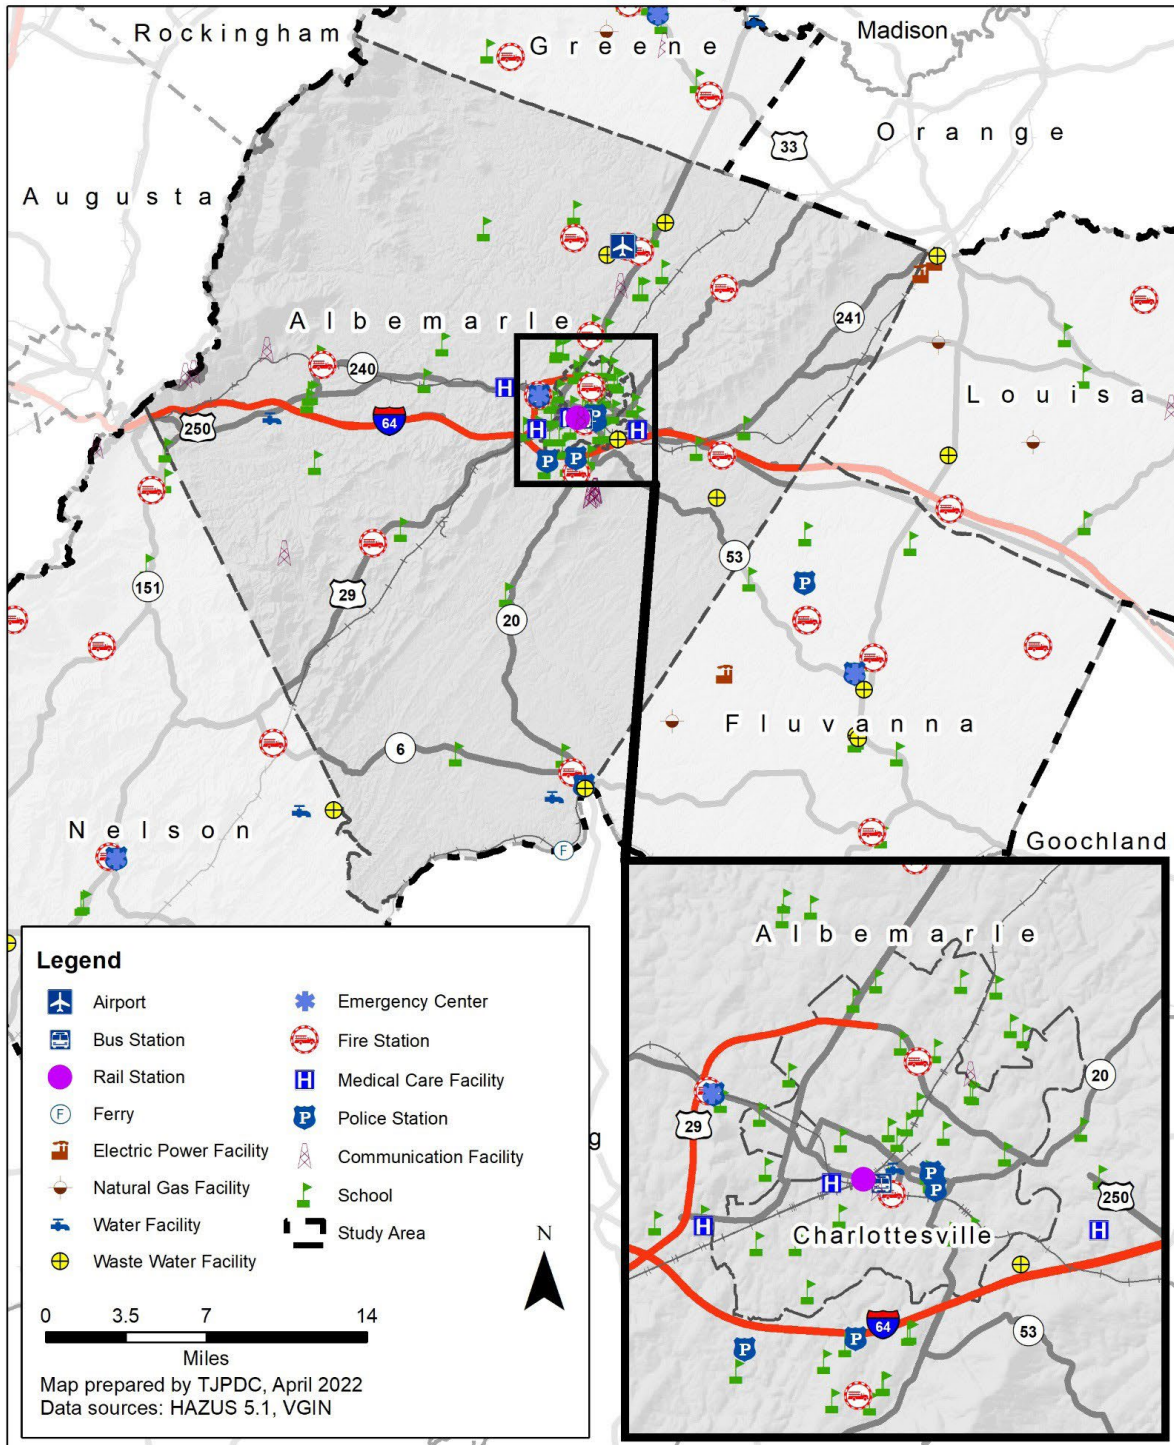 Rockingham
Greene
Madison
Orange
33
Augusta
Albemarle
241
240
H
Louisa
250
64
P
H
H
P
P
53
151
29
20
Fluvanna
6
Nelson
F
Goochland
Legend
Airport
Bus Station
Rail Station
F Ferry
Electric Power Facility
Natural Gas Facility
Water Facility
Waste Water Facility
Emergency Center
Fire Station
H Medical Care Facility
P Police Station
Communication Facility
School
Study Area
g
N
0 3.5 7 14
Miles
Map prepared by TJPDC, April 2022
Data sources: HAZUS 5.1, VGIN
Albemarle
20
29
P
H
P
250
H
Charlottesville
H
64
53
P
P